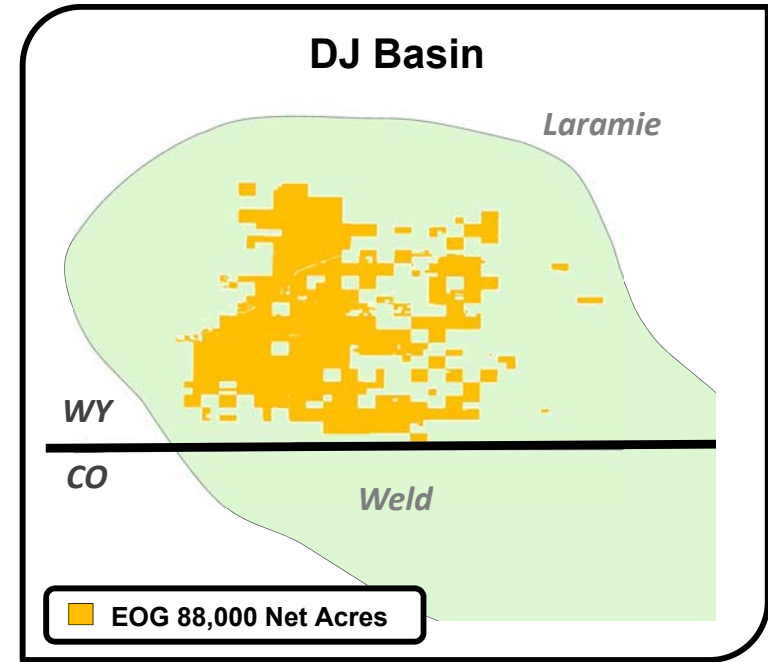 DJ Basin
Laramie
WY
CO
Weld
EOG 88,000 Net Acres